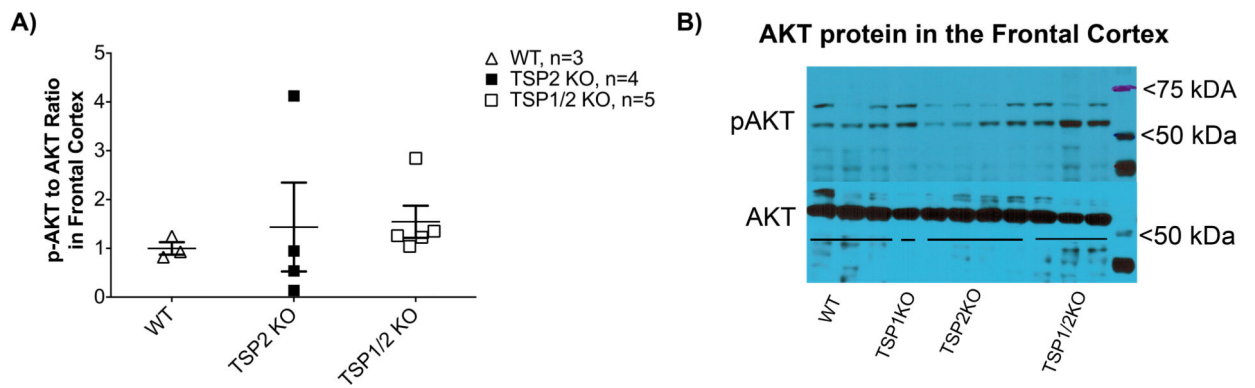 A)
p-AKT to AKT Ratio
in Frontal Cortex
5
4
3
2
1
0
WT
TSP2 KO
TSP1/2 KO
WT, n=3
TSP2 KO, n=4
TSP1/2 KO, n=5
B)
AKT protein in the Frontal Cortex
pAKT
AKT
<75 kDA
<50 kDa
<50 kDa
WT
TSP1KO
TSP2KO
TSP1/2KO